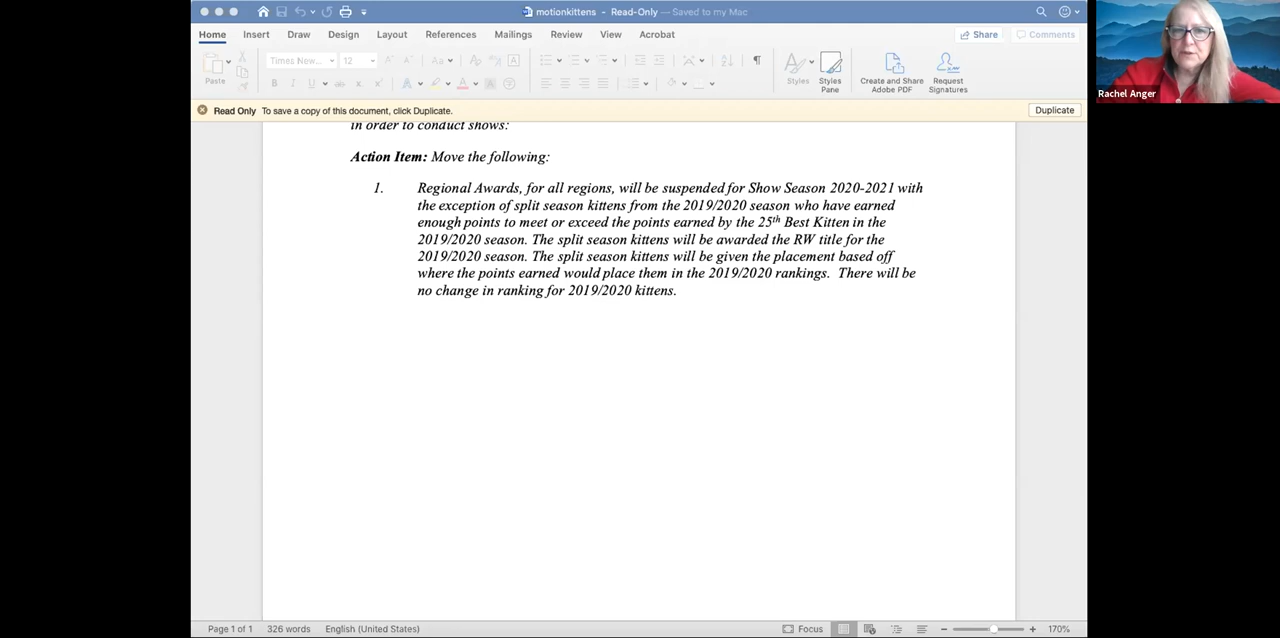 motionkittens - Read-Only — Saved to my Mac
Home Insert Draw Design Layout References Mailings Review View Acrobat Share Comments
Paste Times New... 12 Styles Styles Pane Create and Share Adobe PDF Request Signatures
Read Only To save a copy of this document, click Duplicate. Duplicate
Rachel Anger
in order to conduct shows:
Action Item: Move the following:
1. Regional Awards, for all regions, will be suspended for Show Season 2020-2021 with
the exception of split season kittens from the 2019/2020 season who have earned
enough points to meet or exceed the points earned by the 25th Best Kitten in the
2019/2020 season. The split season kittens will be awarded the RW title for the
2019/2020 season. The split season kittens will be given the placement based off
where the points earned would place them in the 2019/2020 rankings. There will be
no change in ranking for 2019/2020 kittens.
Page 1 of 1 326 words English (United States) Focus 170%